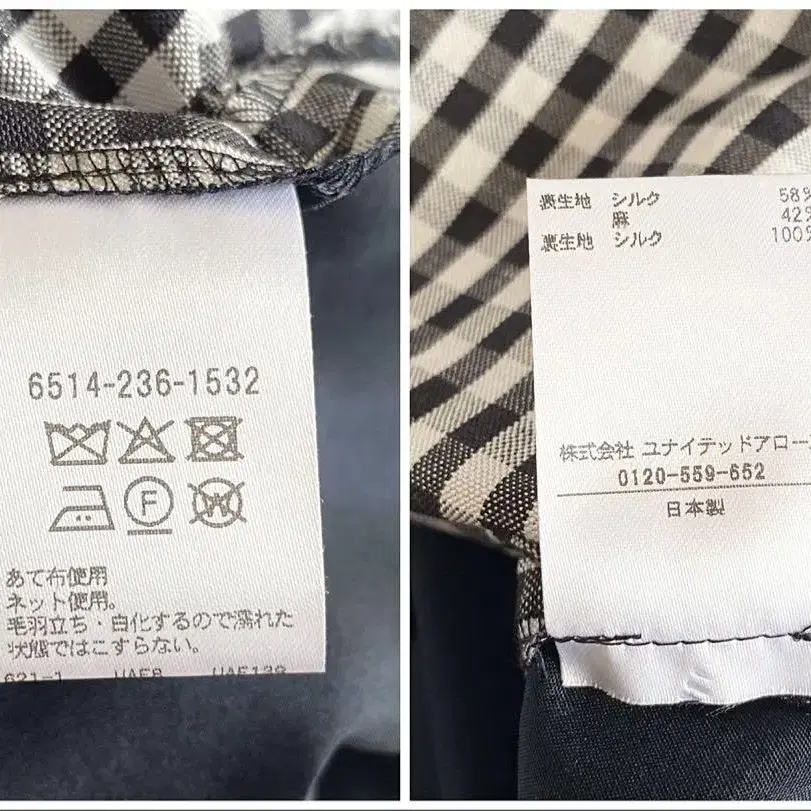 6514-236-1532
F
W
あて布使用
ネット使用。
毛羽立ち・白化するので濡れた
状態ではこすらない。
621-1 UAE8
表生地 シルク 58%
麻 42%
裏生地 シルク 100%
株式会社 ユナイテッドアロー
0120-559-652
日本製